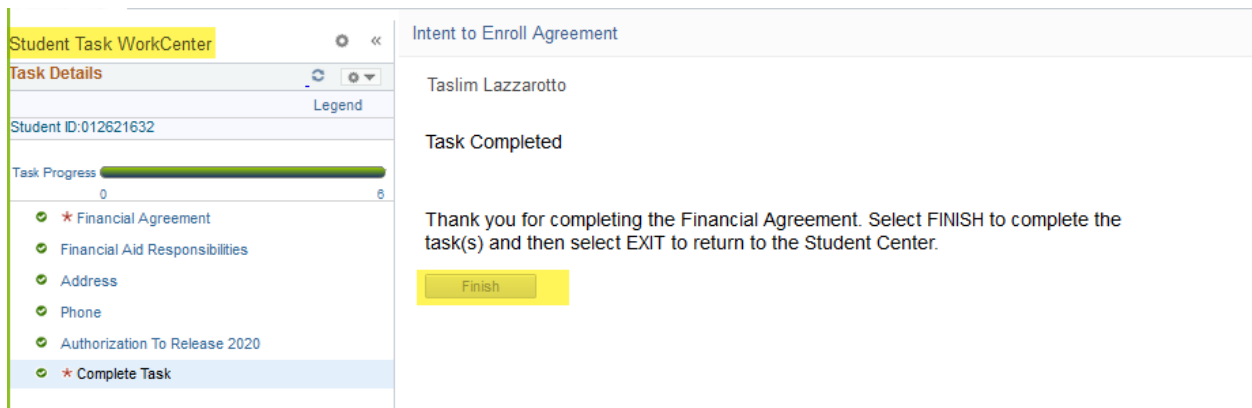 Student Task WorkCenter
«
Task Details
Legend
Student ID:012621632
Task Progress
0 6
* Financial Agreement
Financial Aid Responsibilities
Address
Phone
Authorization To Release 2020
* Complete Task
Intent to Enroll Agreement
Taslim Lazzarotto
Task Completed
Thank you for completing the Financial Agreement. Select FINISH to complete the
task(s) and then select EXIT to return to the Student Center.
Finish